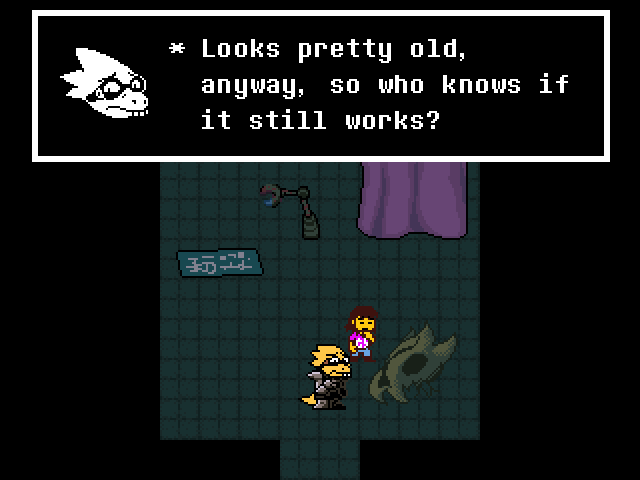 * Looks pretty old,
anyway, so who knows if
it still works?